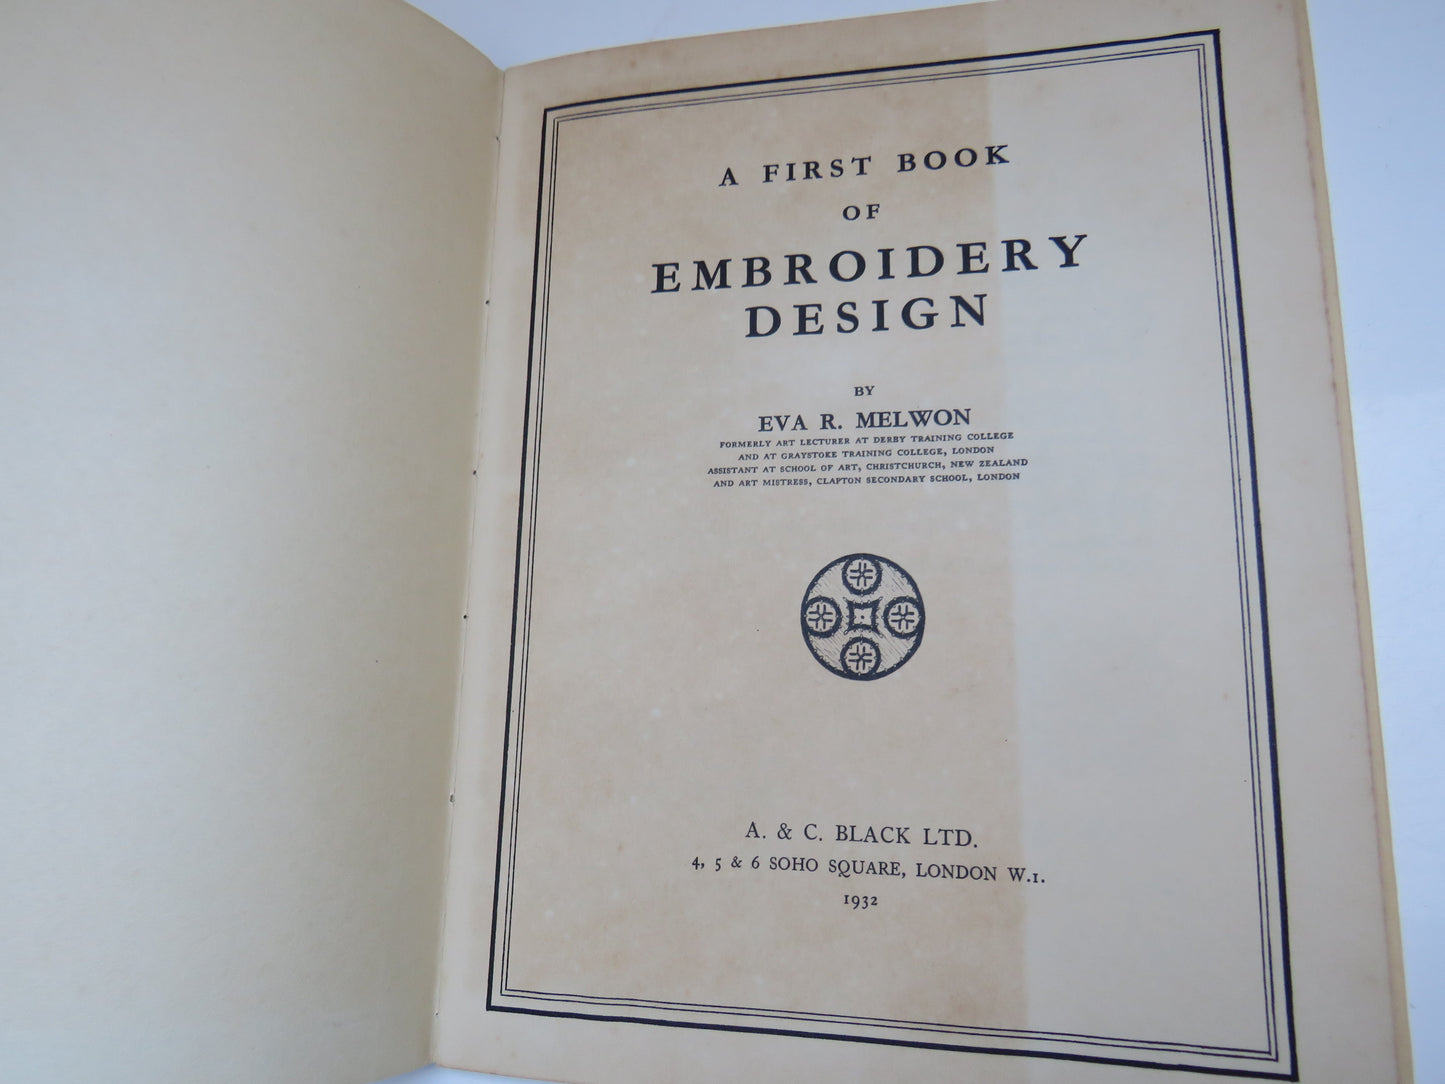 A FIRST BOOK
OF
EMBROIDERY
DESIGN
BY
EVA R. MELWON
FORMERLY ART LECTURER AT DERBY TRAINING COLLEGE
AND AT GRAYSTOKE TRAINING COLLEGE, LONDON
ASSISTANT AT SCHOOL OF ART, CHRISTCHURCH, NEW ZEALAND
AND ART MISTRESS, CLAPTON SECONDARY SCHOOL, LONDON
A. & C. BLACK LTD.
4, 5 & 6 SOHO SQUARE, LONDON W.1.
1932